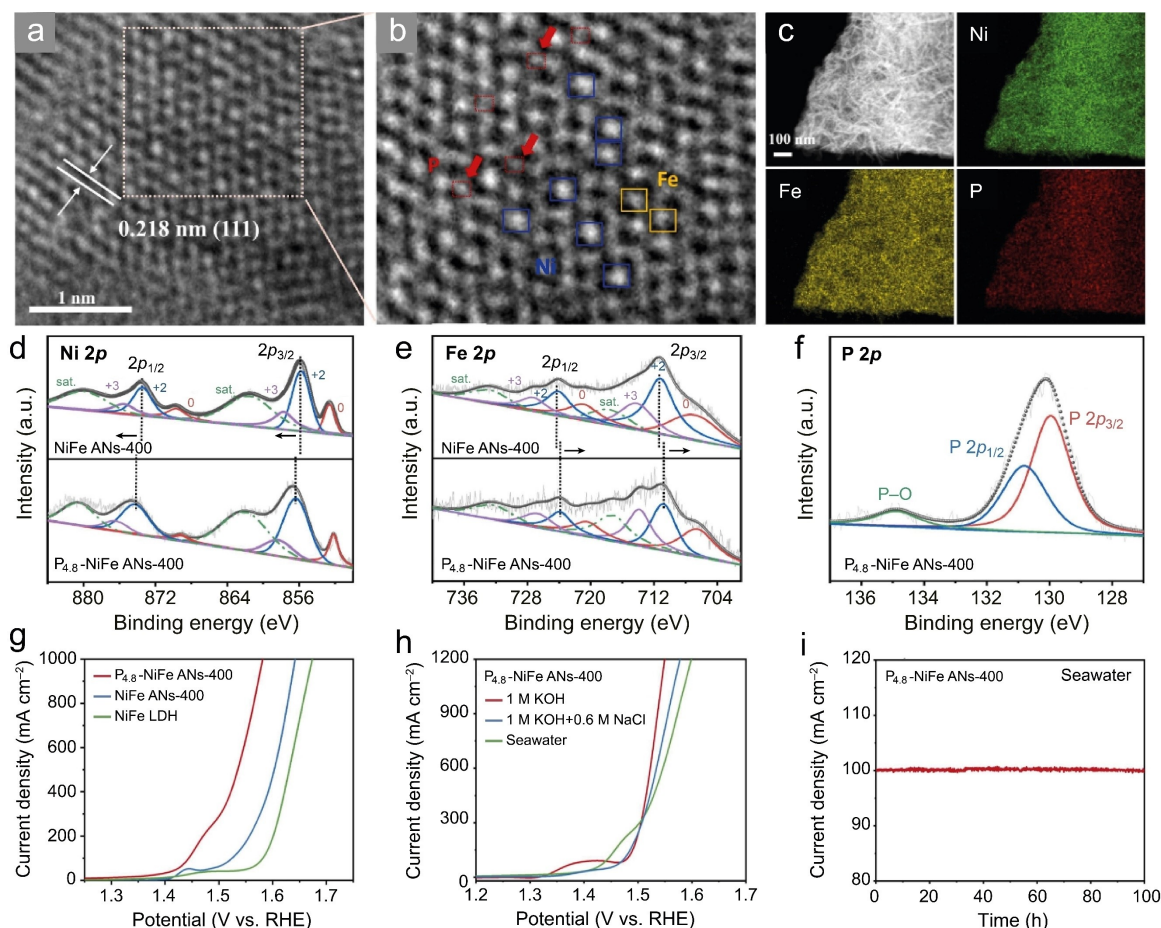 a
0.218 nm (111)
1 nm
b
P
Fe
Ni
c
100 nm
Ni
Fe
P
d
Ni 2p
2p1/2
2p3/2
sat.
+3
+2
0
sat.
+3
+2
0
NiFe ANs-400
P4.8-NiFe ANs-400
Intensity (a.u.)
880 872 864 856
Binding energy (eV)
e
Fe 2p
2p1/2
2p3/2
sat.
+3
+2
0
sat.
+3
+2
0
NiFe ANs-400
P4.8-NiFe ANs-400
Intensity (a.u.)
736 728 720 712 704
Binding energy (eV)
f
P 2p
P 2p3/2
P 2p1/2
P–O
P4.8-NiFe ANs-400
Intensity (a.u.)
136 134 132 130 128
Binding energy (eV)
g
P4.8-NiFe ANs-400
NiFe ANs-400
NiFe LDH
Current density (mA cm−2)
1000
800
600
400
200
0
1.3 1.4 1.5 1.6 1.7
Potential (V vs. RHE)
h
P4.8-NiFe ANs-400
1 M KOH
1 M KOH+0.6 M NaCl
Seawater
Current density (mA cm−2)
1200
900
600
300
0
1.2 1.3 1.4 1.5 1.6 1.7
Potential (V vs. RHE)
i
P4.8-NiFe ANs-400 Seawater
Current density (mA cm−2)
120
110
100
90
80
0 20 40 60 80 100
Time (h)